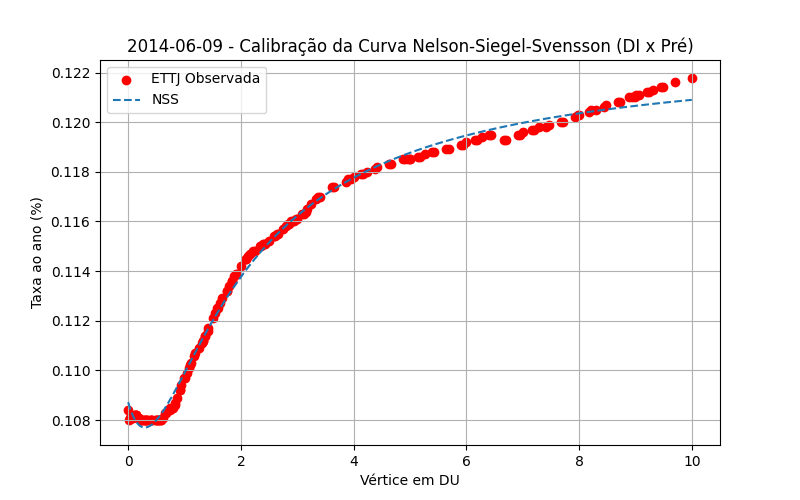 2014-06-09 - Calibração da Curva Nelson-Siegel-Svensson (DI x Pré)
ETTJ Observada
NSS
Taxa ao ano (%)
0.122
0.120
0.118
0.116
0.114
0.112
0.110
0.108
0 2 4 6 8 10
Vértice em DU